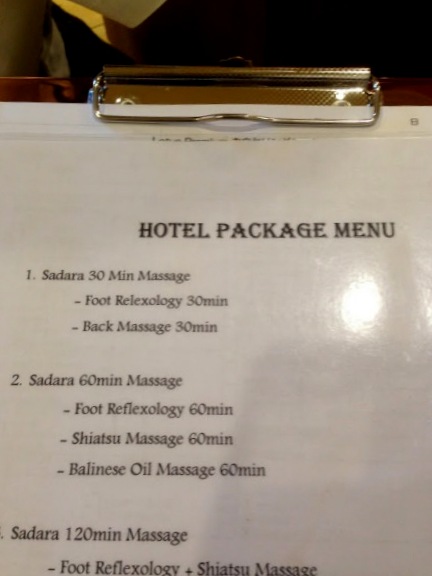 HOTEL PACKAGE MENU
1. Sadara 30 Min Massage
- Foot Relexology 30min
- Back Massage 30min
2. Sadara 60min Massage
- Foot Reflexology 60min
- Shiatsu Massage 60min
- Balinese Oil Massage 60min
Sadara 120min Massage
- Foot Reflexology + Shiatsu Massage